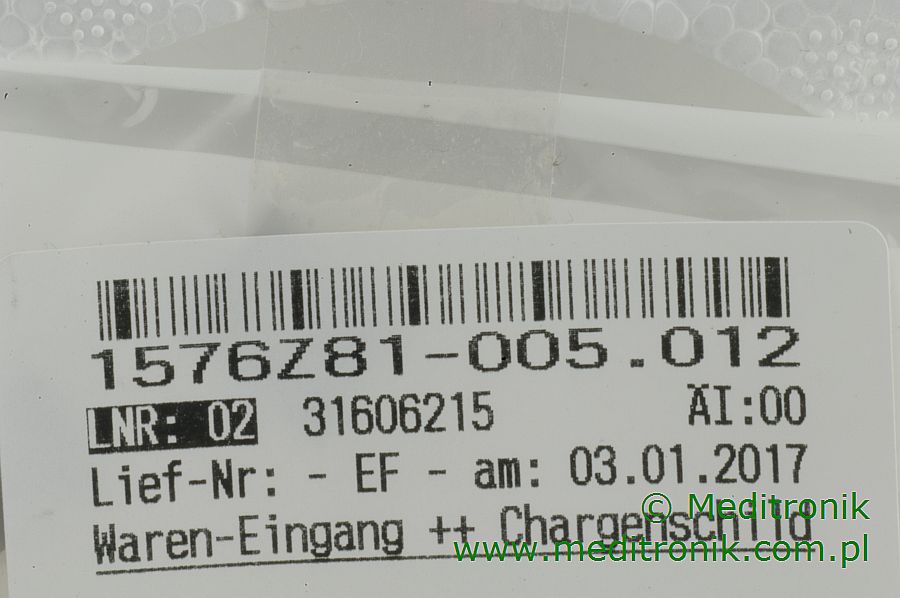 1576Z81-005.012
LNR: 02 31606215 ÄI:00
Lief-Nr: - EF - am: 03.01.2017
Waren-Eingang ++ Chargenschild
© Meditronik
www.meditronik.com.pl